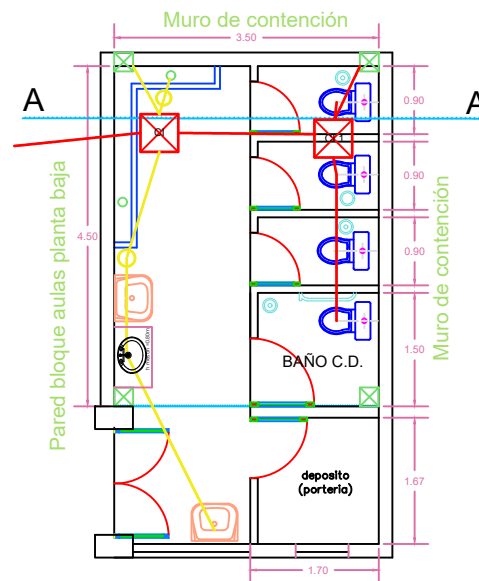 Muro de contención
3.50
A
A
0.90
0.90
0.90
4.50
Pared bloque aulas planta baja
Muro de contención
1.50
BAÑO C.D.
deposito
(porteria)
1.67
1.70